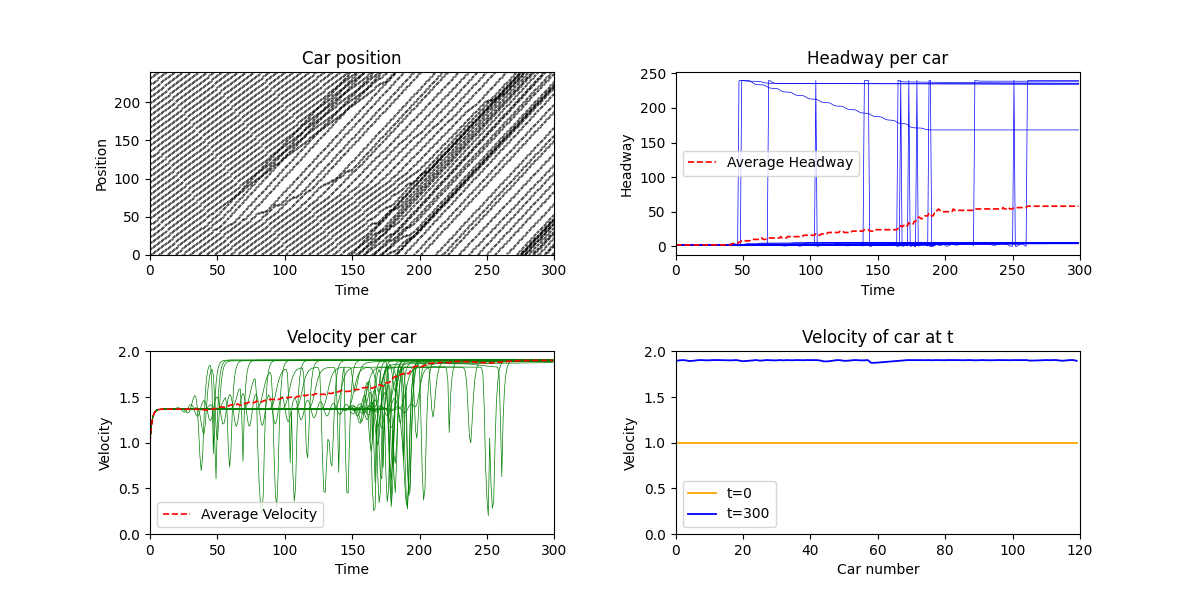 Car position
Position
200
150
100
50
0
0 50 100 150 200 250 300
Time
Headway per car
Headway
250
200
150
100
50
0
Average Headway
0 50 100 150 200 250 300
Time
Velocity per car
Velocity
2.0
1.5
1.0
0.5
0.0
Average Velocity
0 50 100 150 200 250 300
Time
Velocity of car at t
Velocity
2.0
1.5
1.0
0.5
0.0
t=0
t=300
0 20 40 60 80 100 120
Car number